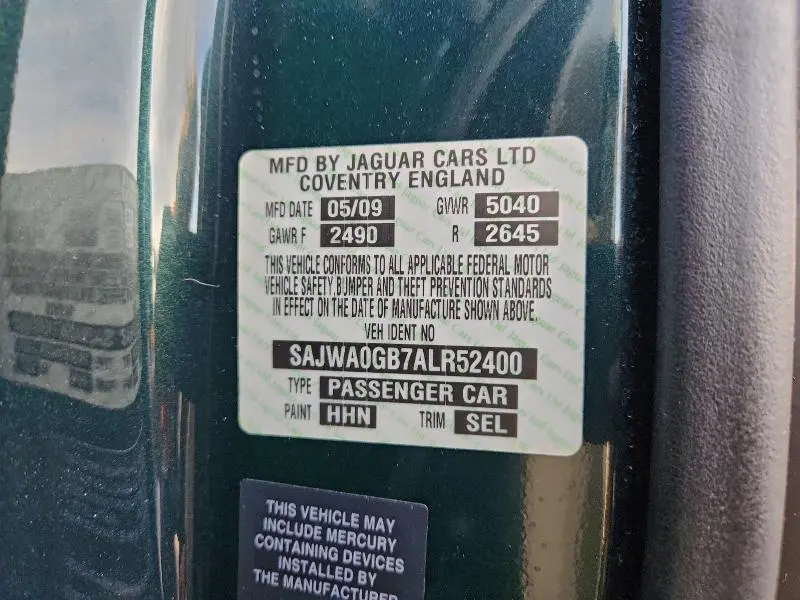 MFD BY JAGUAR CARS LTD
COVENTRY ENGLAND
MFD DATE 05/09 GVWR 5040
GAWR F 2490 R 2645
THIS VEHICLE CONFORMS TO ALL APPLICABLE FEDERAL MOTOR
VEHICLE SAFETY, BUMPER AND THEFT PREVENTION STANDARDS
IN EFFECT ON THE DATE OF MANUFACTURE SHOWN ABOVE.
VEH IDENT NO
SAJWA0GB7ALR52400
TYPE PASSENGER CAR
PAINT HHN TRIM SEL
THIS VEHICLE MAY
INCLUDE MERCURY
CONTAINING DEVICES
INSTALLED BY
THE MANUFACTURER